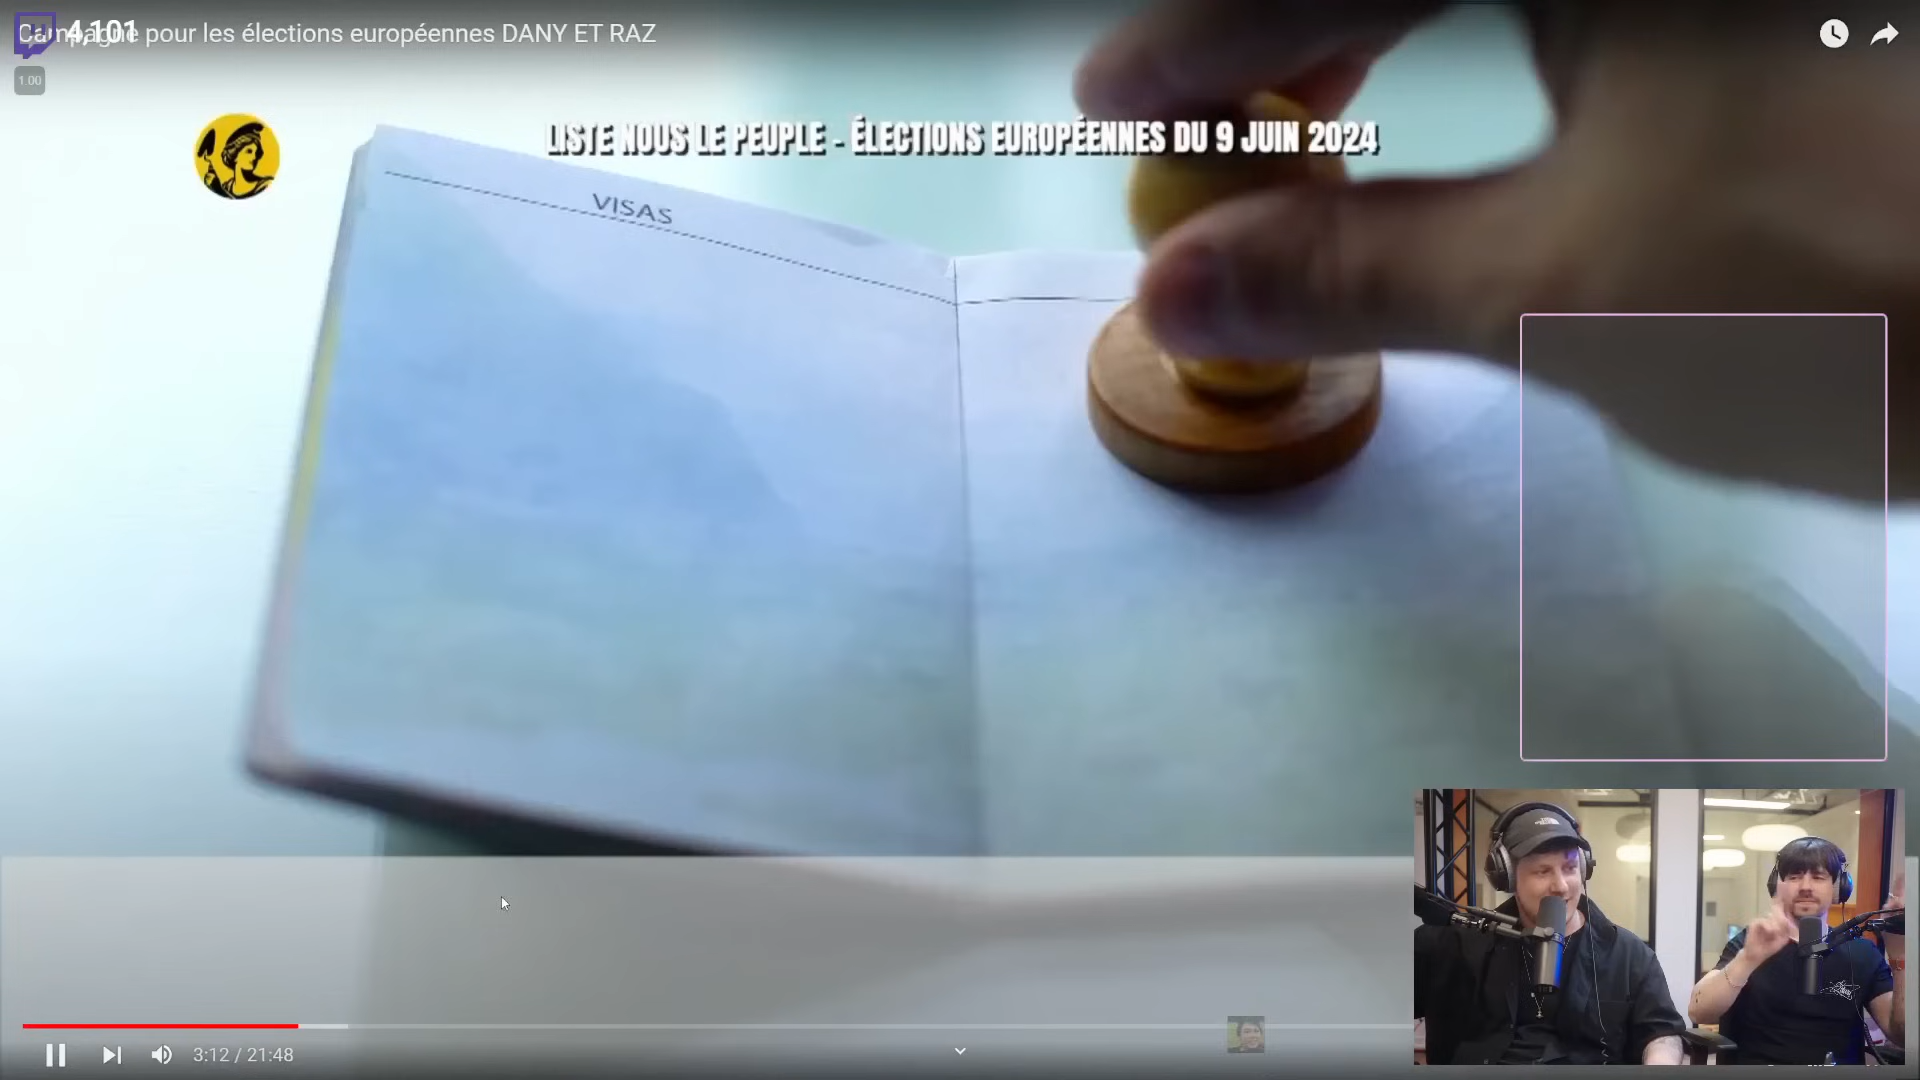 Campagne pour les élections européennes DANY ET RAZ
4,101
1.00
LISTE NOUS LE PEUPLE - ÉLECTIONS EUROPÉENNES DU 9 JUIN 2024
VISAS
3:12 / 21:48